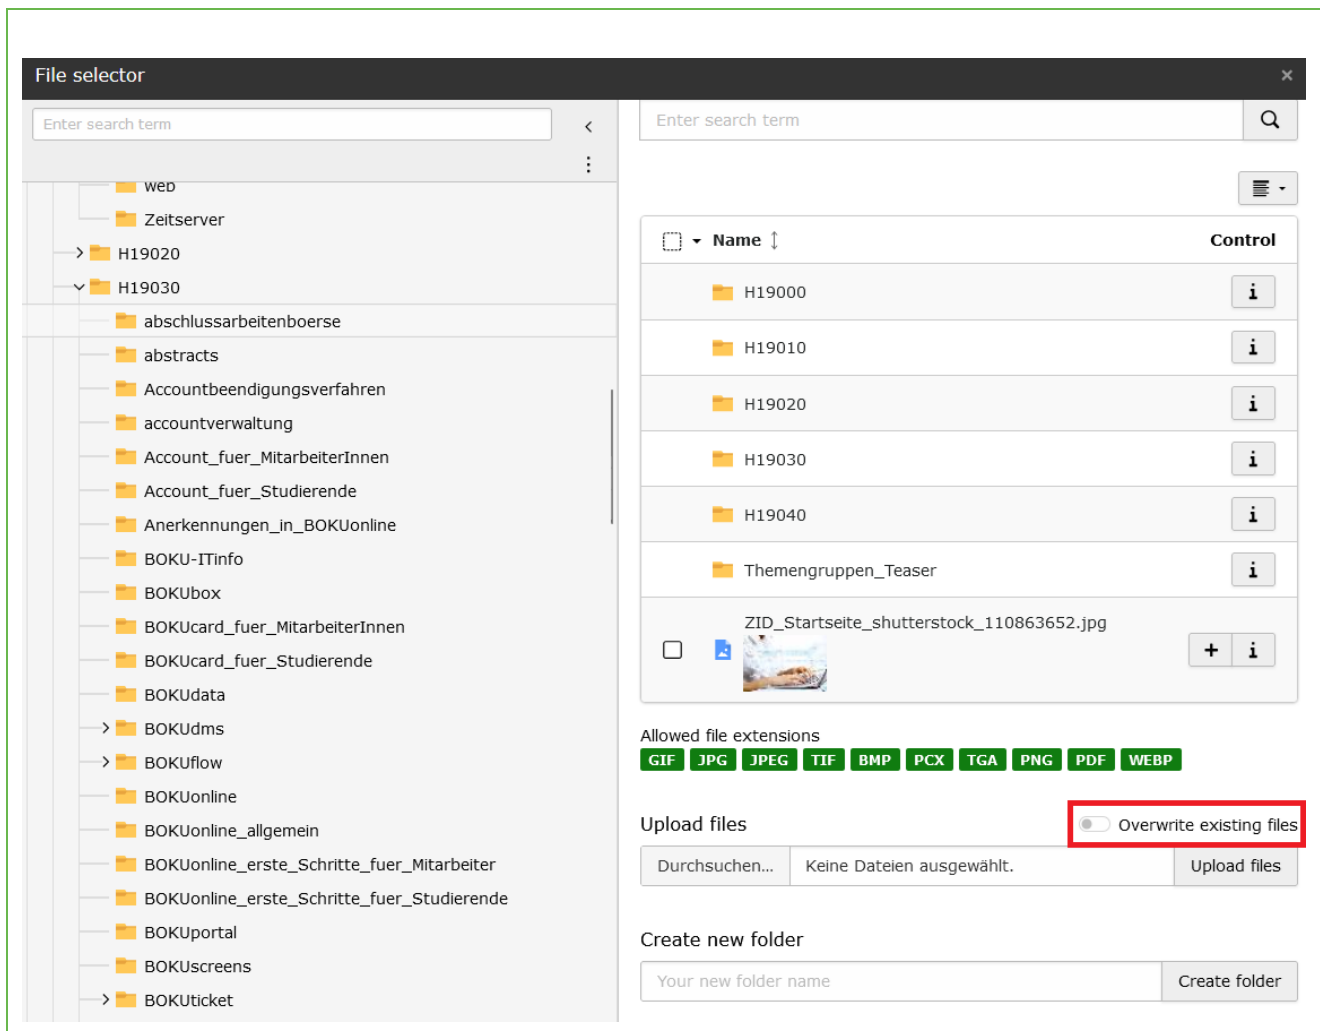 File selector
Enter search term
web
Zeitserver
H19020
H19030
abschlussarbeitenboerse
abstracts
Accountbeendigungsverfahren
accountverwaltung
Account_fuer_MitarbeiterInnen
Account_fuer_Studierende
Anerkennungen_in_BOKUonline
BOKU-ITinfo
BOKUbox
BOKUcard_fuer_MitarbeiterInnen
BOKUcard_fuer_Studierende
BOKUdata
BOKUdms
BOKUflow
BOKUonline
BOKUonline_allgemein
BOKUonline_erste_Schritte_fuer_Mitarbeiter
BOKUonline_erste_Schritte_fuer_Studierende
BOKUportal
BOKUscreens
BOKUticket
Enter search term
Name Control
H19000
H19010
H19020
H19030
H19040
Themengruppen_Teaser
ZID_Startseite_shutterstock_110863652.jpg
Allowed file extensions
GIF JPG JPEG TIF BMP PCX TGA PNG PDF WEBP
Upload files Overwrite existing files
Durchsuchen... Keine Dateien ausgewählt. Upload files
Create new folder
Your new folder name Create folder